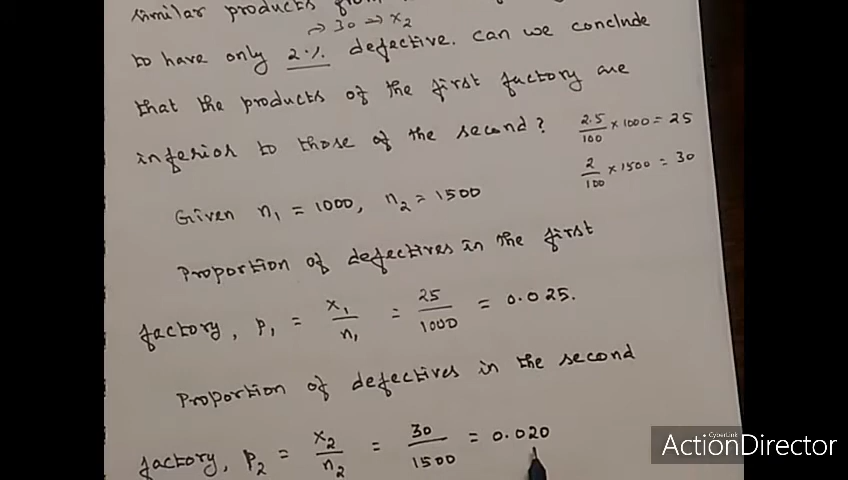 similar products from
→ 30 → x₂
to have only 2% defective. can we conclude
that the products of the first factory are
inferior to those of the second?
2.5/100 × 1000 = 25
2/100 × 1500 = 30
Given n₁ = 1000, n₂ = 1500
Proportion of defectives in the first
factory, p₁ = x₁/n₁ = 25/1000 = 0.025.
Proportion of defectives in the second
factory, p₂ = x₂/n₂ = 30/1500 = 0.020
CyberLink
ActionDirector